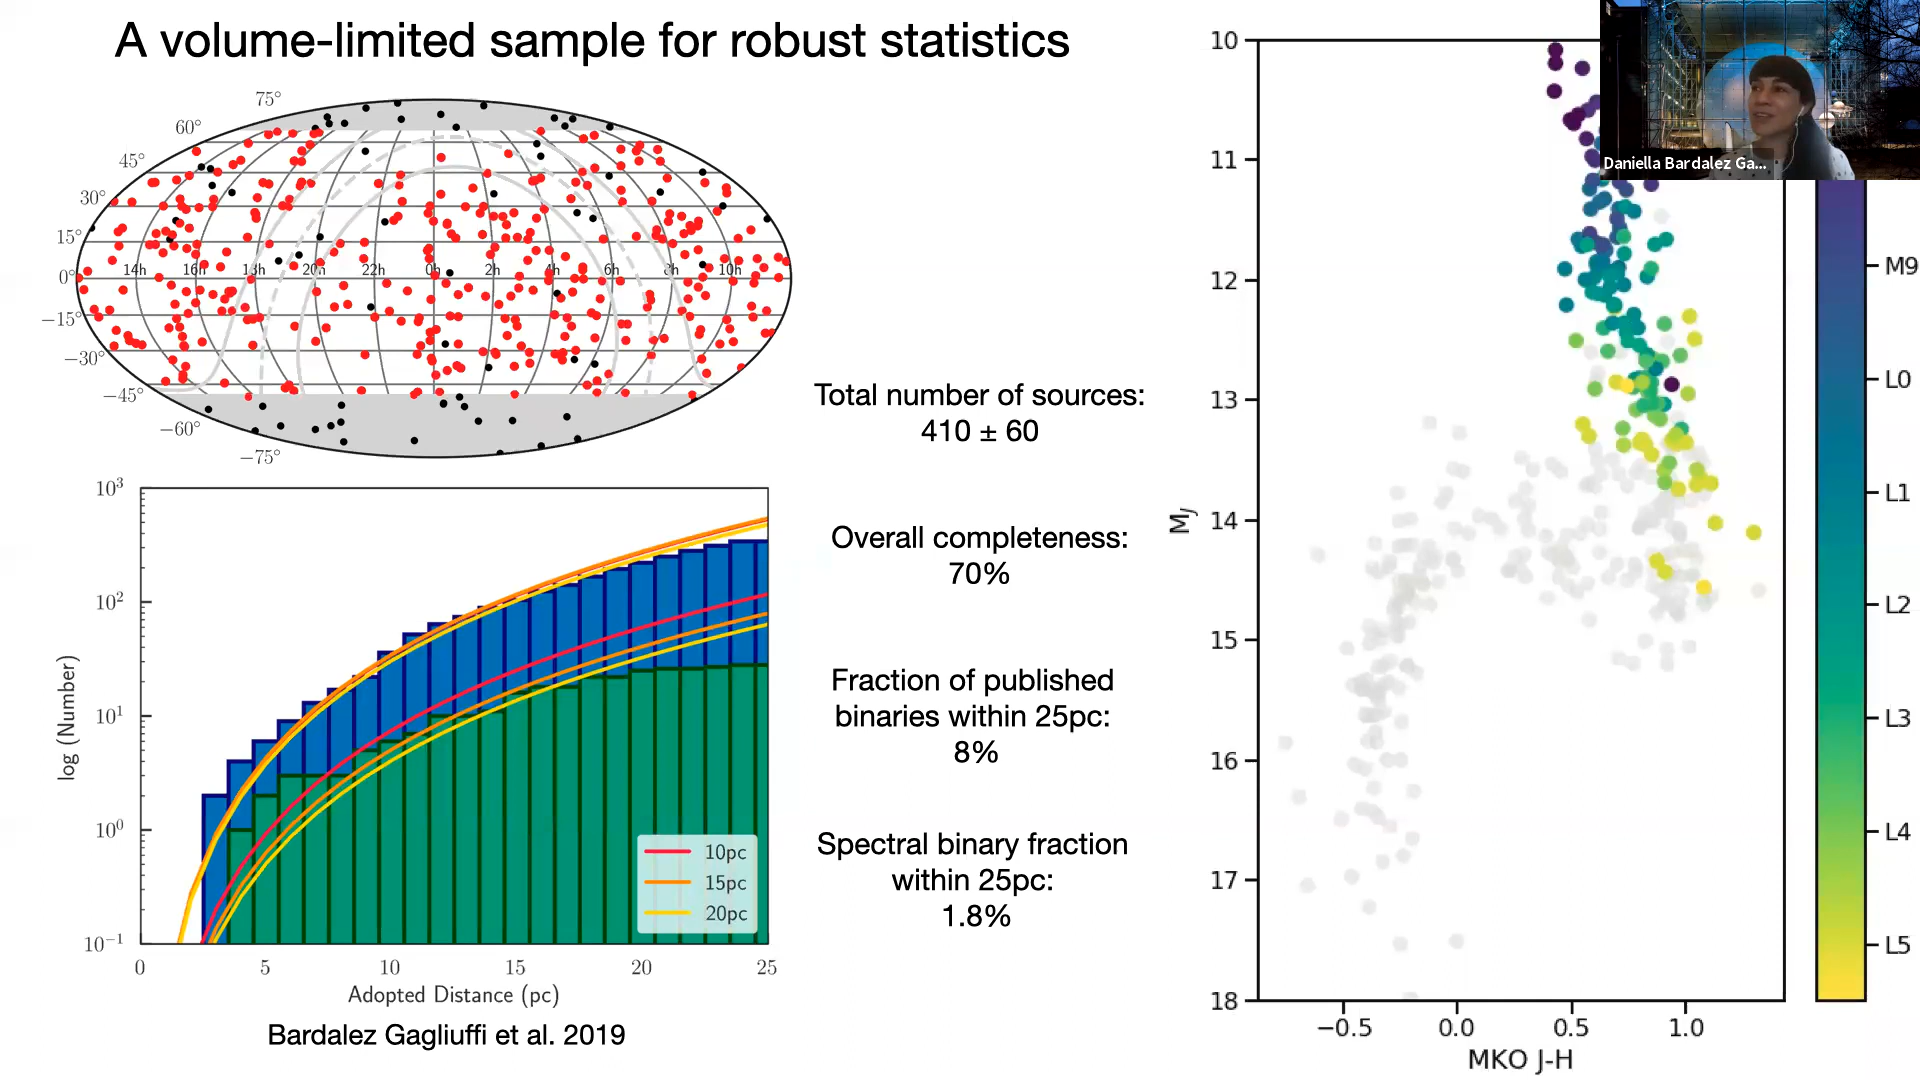 A volume-limited sample for robust statistics
75°
60°
45°
30°
15°
0°
−15°
−30°
−45°
−60°
−75°
14h 16h 18h 20h 22h 0h 2h 4h 6h 8h 10h
Total number of sources:
410 ± 60
Overall completeness:
70%
Fraction of published
binaries within 25pc:
8%
Spectral binary fraction
within 25pc:
1.8%
log (Number)
10³
10²
10¹
10⁰
10⁻¹
10pc
15pc
20pc
0 5 10 15 20 25
Adopted Distance (pc)
Bardalez Gagliuffi et al. 2019
M_J
10
11
12
13
14
15
16
17
18
−0.5 0.0 0.5 1.0
MKO J-H
Daniella Bardalez Ga...
M9
L0
L1
L2
L3
L4
L5